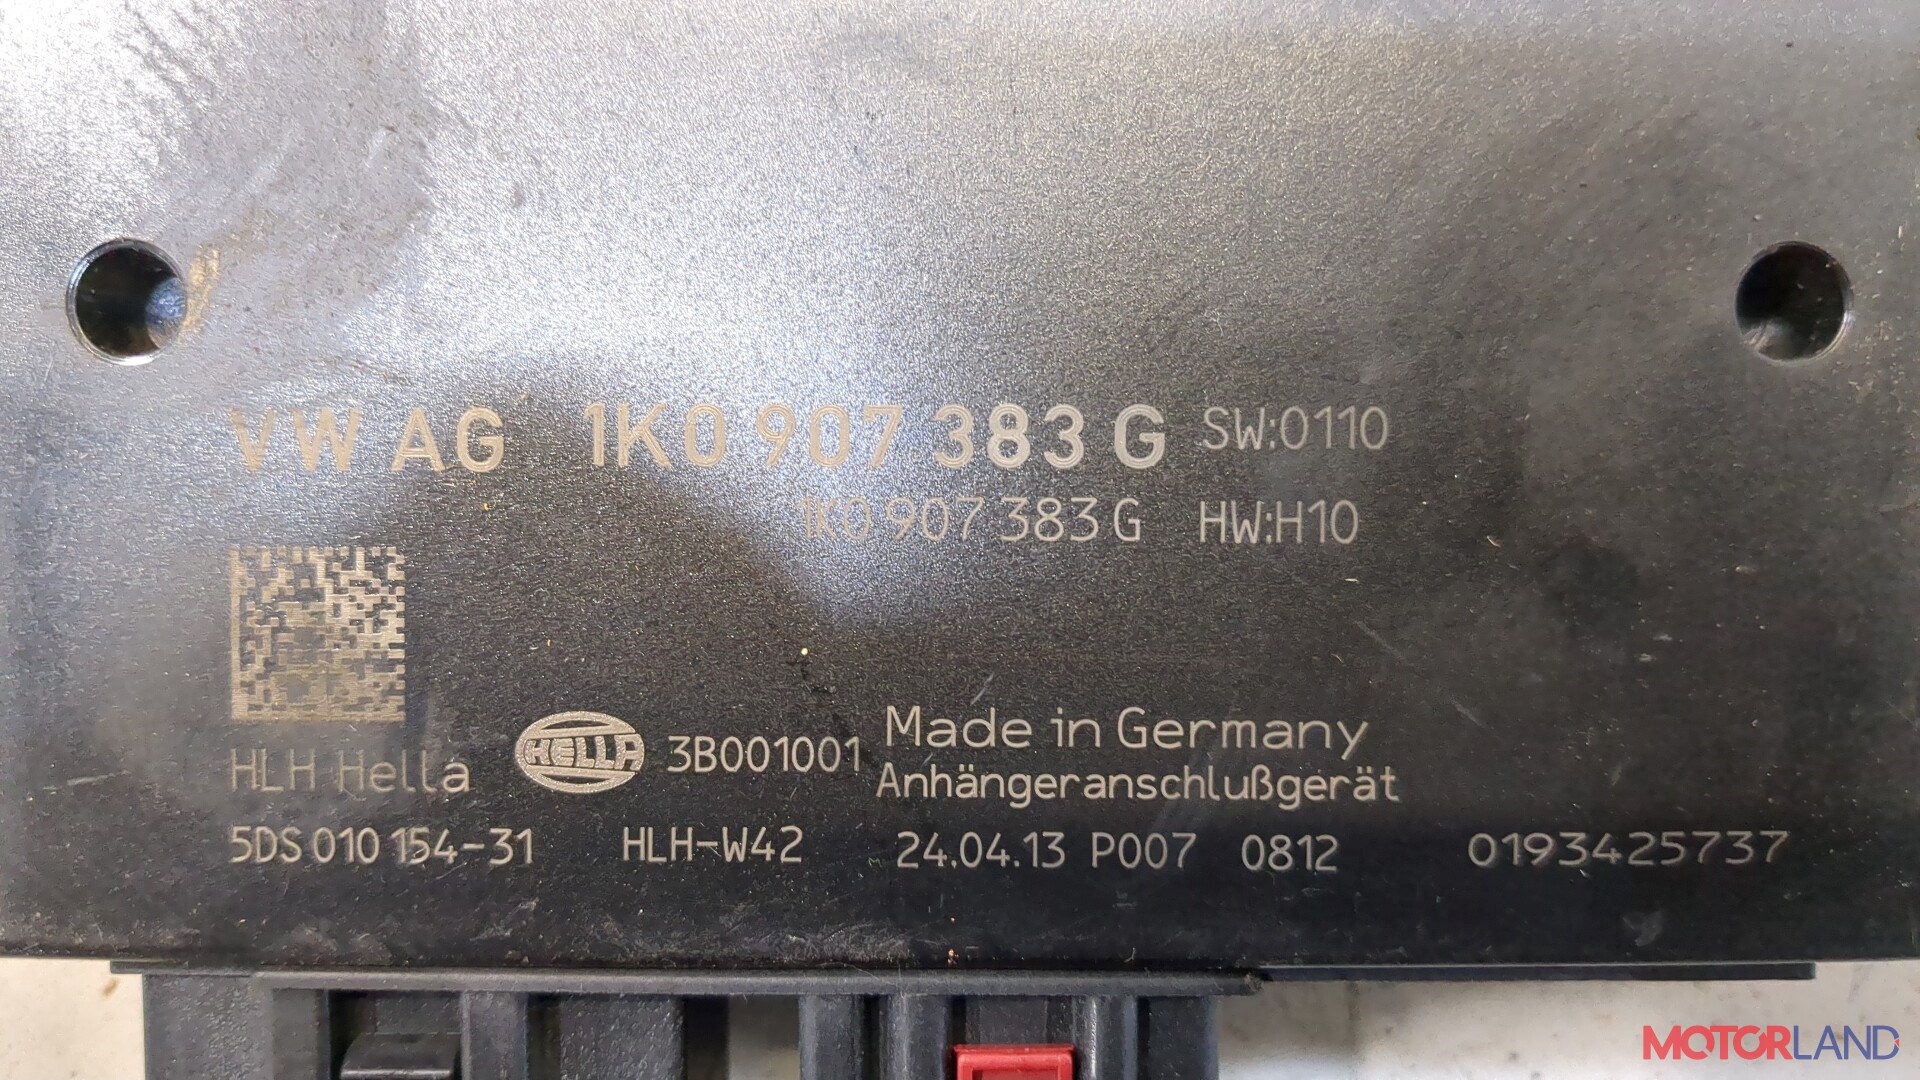 VW AG 1K0 907 383 G SW:0110
1K0 907 383 G HW:H10
HLH Hella HELLA 3B001001 Made in Germany
Anhängeranschlußgerät
5DS 010 154-31 HLH-W42 24.04.13 P007 0812 0193425737
MOTORLAND